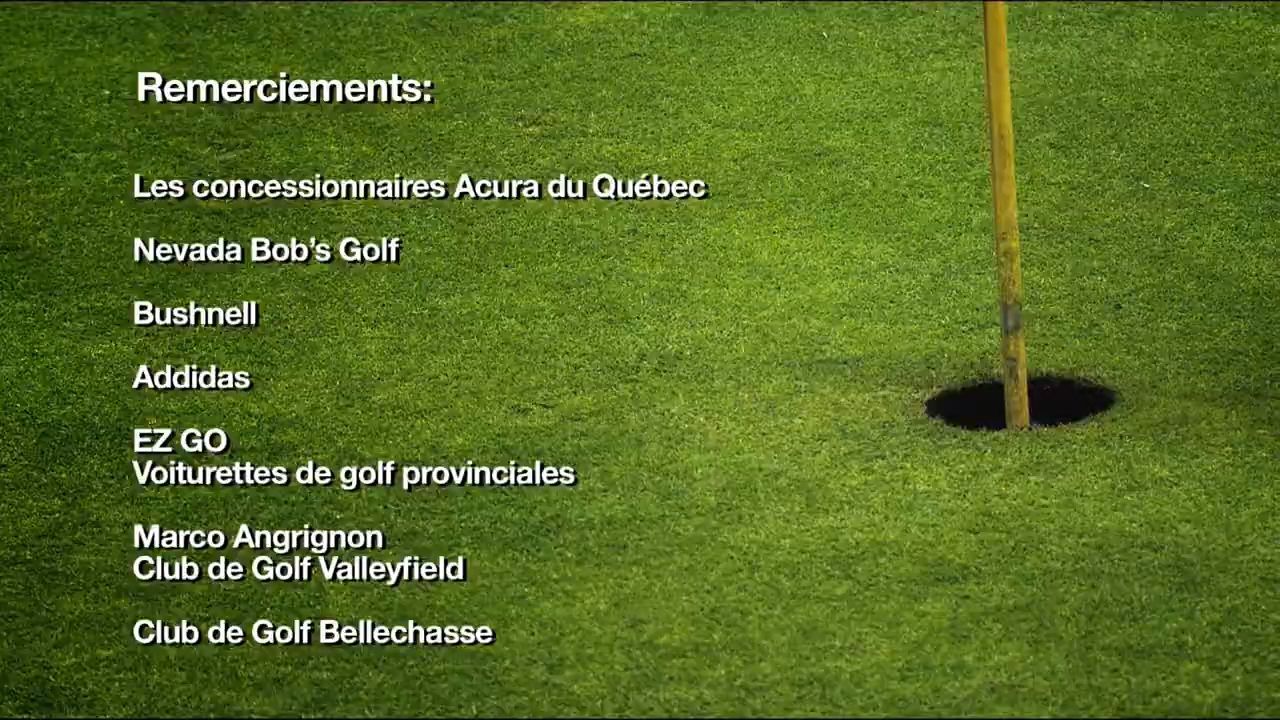 Remerciements:
Les concessionnaires Acura du Québec
Nevada Bob's Golf
Bushnell
Addidas
EZ GO
Voiturettes de golf provinciales
Marco Angrignon
Club de Golf Valleyfield
Club de Golf Bellechasse